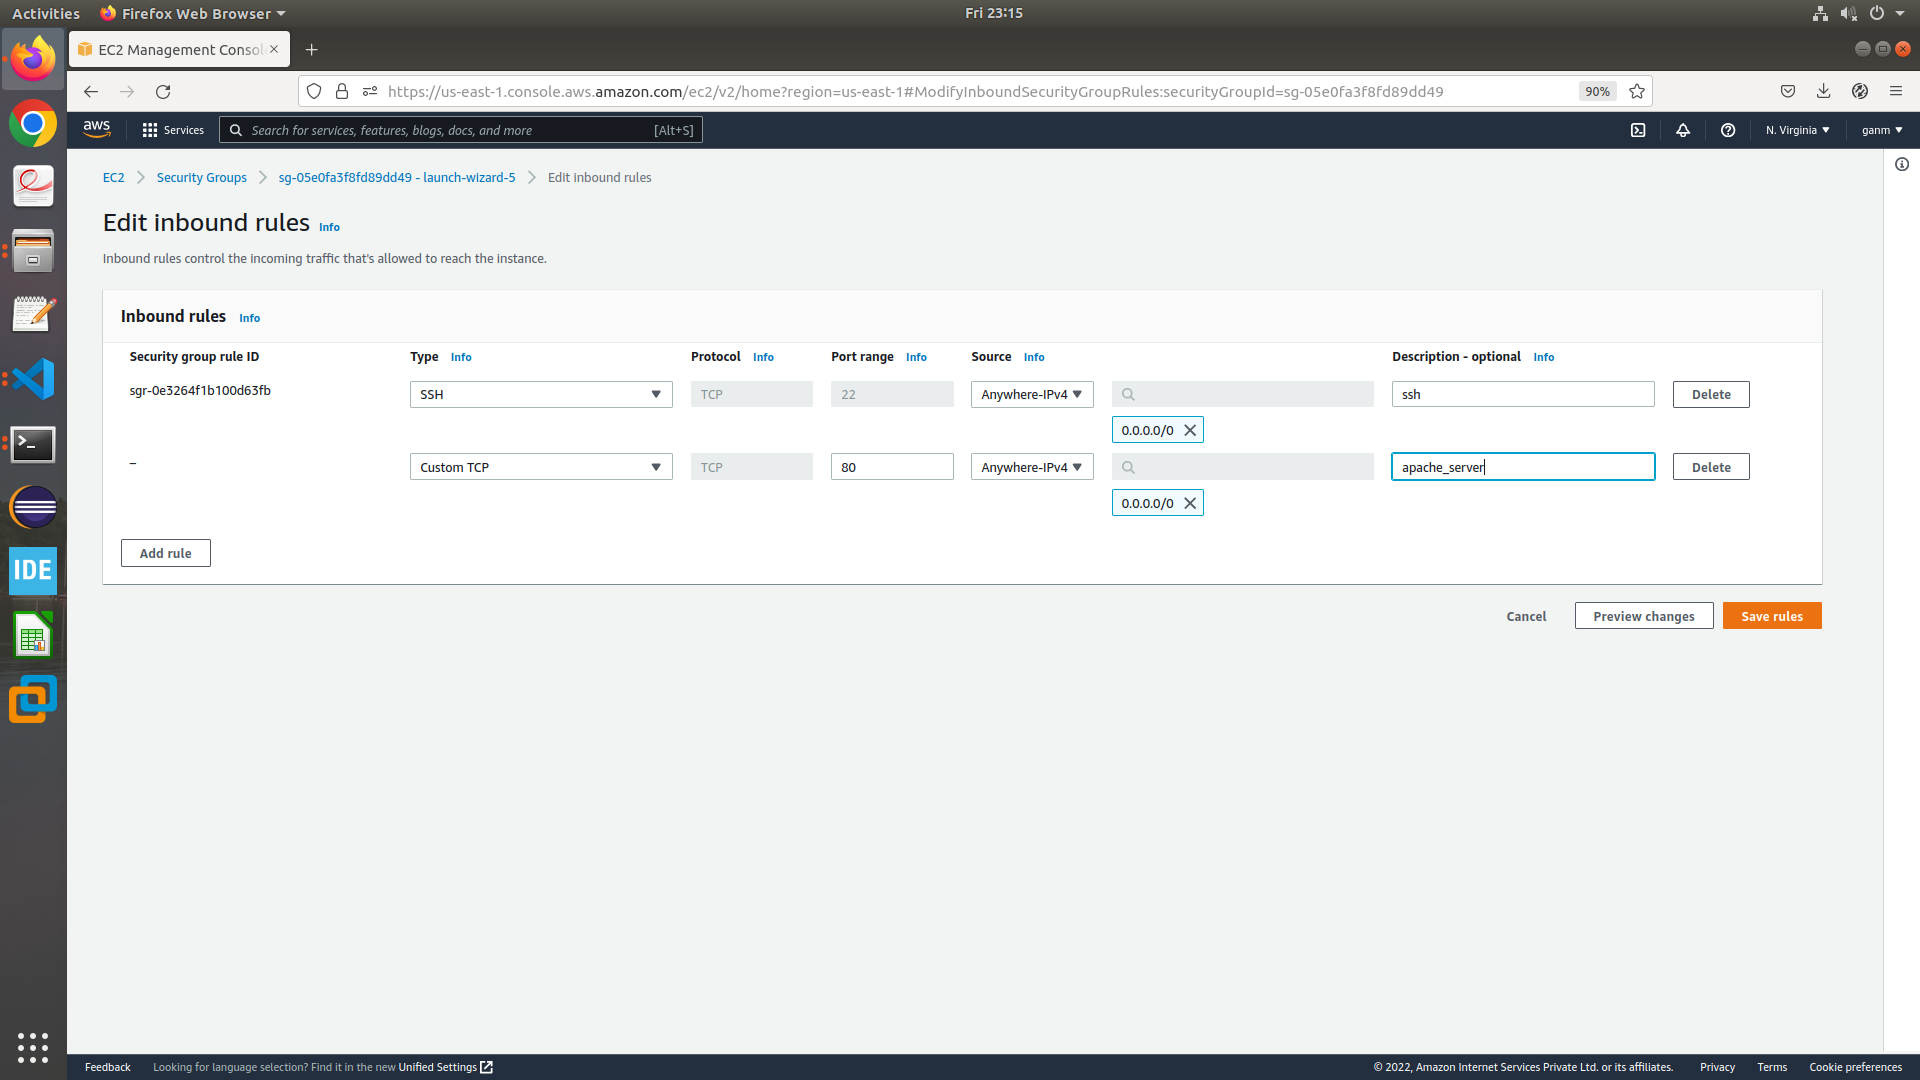 Activities Firefox Web Browser Fri 23:15
EC2 Management Consol
https://us-east-1.console.aws.amazon.com/ec2/v2/home?region=us-east-1#ModifyInboundSecurityGroupRules:securityGroupId=sg-05e0fa3f8fd89dd49 90%
aws Services Search for services, features, blogs, docs, and more [Alt+S] N. Virginia ganm
EC2 Security Groups sg-05e0fa3f8fd89dd49 - launch-wizard-5 Edit inbound rules
Edit inbound rules Info
Inbound rules control the incoming traffic that's allowed to reach the instance.
Inbound rules Info
Security group rule ID Type Info Protocol Info Port range Info Source Info Description - optional Info
sgr-0e3264f1b100d63fb SSH TCP 22 Anywhere-IPv4 ssh Delete
0.0.0.0/0
– Custom TCP TCP 80 Anywhere-IPv4 apache_server Delete
0.0.0.0/0
Add rule
Cancel Preview changes Save rules
IDE
Feedback Looking for language selection? Find it in the new Unified Settings © 2022, Amazon Internet Services Private Ltd. or its affiliates. Privacy Terms Cookie preferences